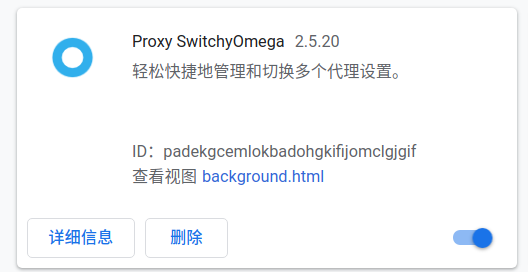 Proxy SwitchyOmega 2.5.20
轻松快捷地管理和切换多个代理设置。
ID：padekgcemlokbadohgkifijomclgjgif
查看视图 background.html
详细信息 删除